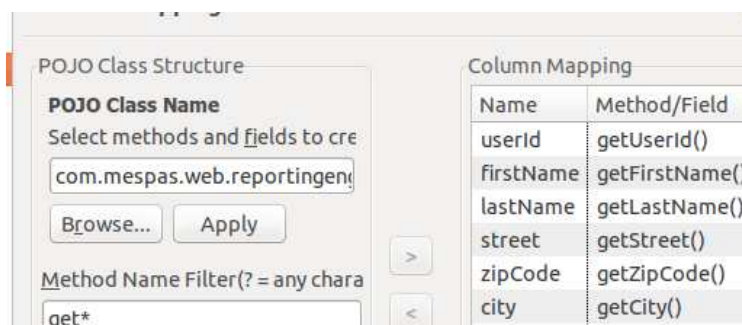 POJO Class Structure
POJO Class Name
Select methods and fields to cre
com.mespas.web.reportingeng
Browse... Apply
Method Name Filter(? = any chara
get*
>
<
Column Mapping
Name Method/Field
userId getUserId()
firstName getFirstName()
lastName getLastName()
street getStreet()
zipCode getZipCode()
city getCity()